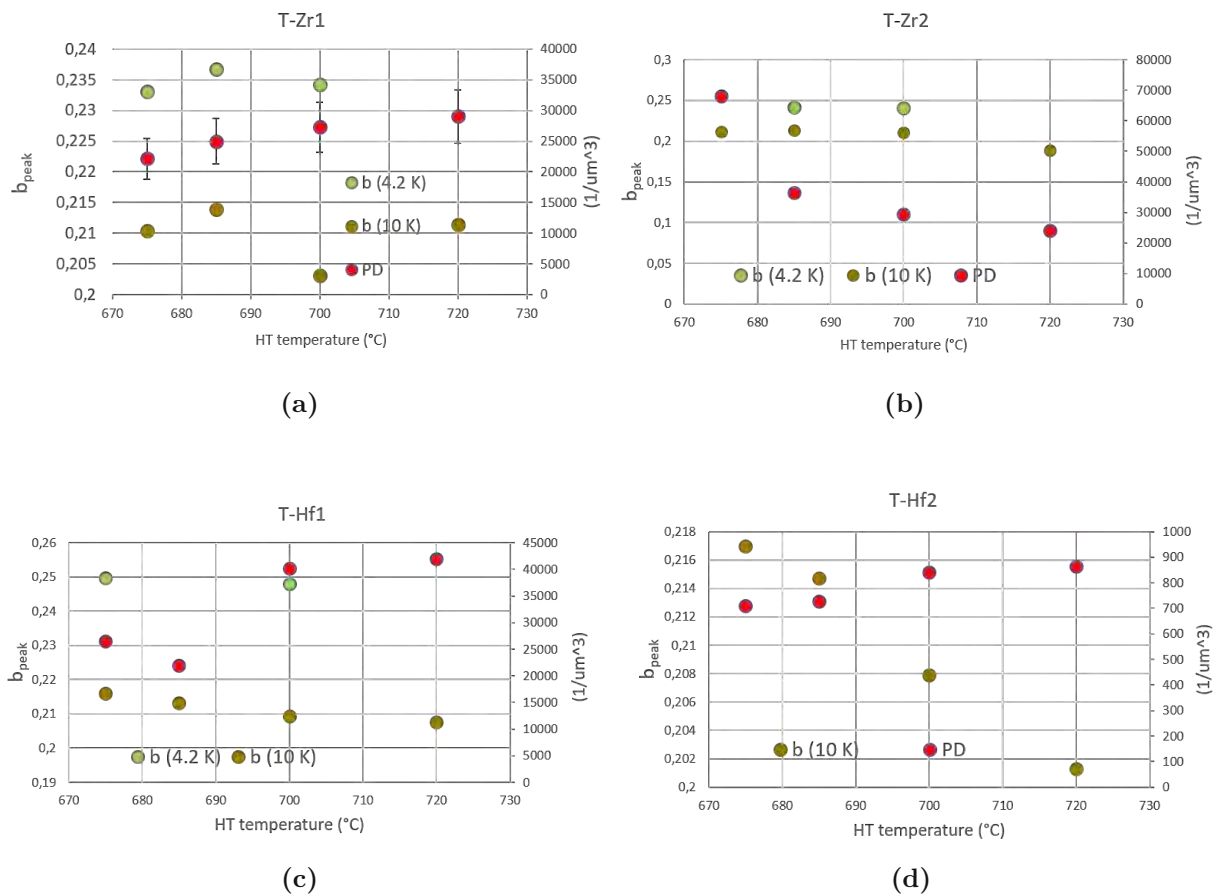 T-Zr1
0,24
0,235
0,23
0,225
0,22
0,215
0,21
0,205
0,2
b_peak
40000
35000
30000
25000
20000
15000
10000
5000
0
(1/um^3)
b (4.2 K)
b (10 K)
PD
670 680 690 700 710 720 730
HT temperature (°C)
(a)
T-Zr2
0,3
0,25
0,2
0,15
0,1
0,05
0
b_peak
80000
70000
60000
50000
40000
30000
20000
10000
0
(1/um^3)
b (4.2 K) b (10 K) PD
670 680 690 700 710 720 730
HT temperature (°C)
(b)
T-Hf1
0,26
0,25
0,24
0,23
0,22
0,21
0,2
0,19
b_peak
45000
40000
35000
30000
25000
20000
15000
10000
5000
0
(1/um^3)
b (4.2 K) b (10 K)
670 680 690 700 710 720 730
HT temperature (°C)
(c)
T-Hf2
0,218
0,216
0,214
0,212
0,21
0,208
0,206
0,204
0,202
0,2
b_peak
1000
900
800
700
600
500
400
300
200
100
0
(1/um^3)
b (10 K) PD
670 680 690 700 710 720 730
HT temperature (°C)
(d)